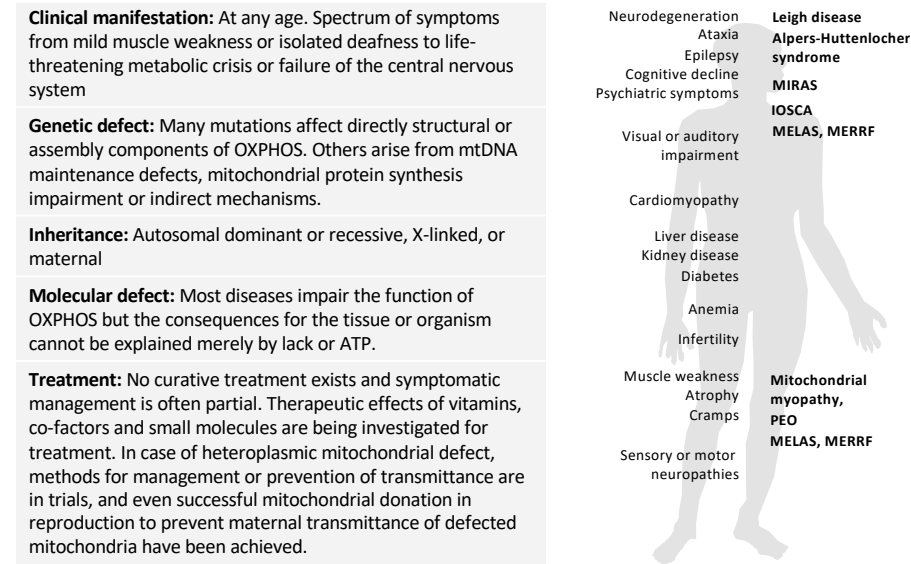 Clinical manifestation: At any age. Spectrum of symptoms
from mild muscle weakness or isolated deafness to life-
threatening metabolic crisis or failure of the central nervous
system
Genetic defect: Many mutations affect directly structural or
assembly components of OXPHOS. Others arise from mtDNA
maintenance defects, mitochondrial protein synthesis
impairment or indirect mechanisms.
Inheritance: Autosomal dominant or recessive, X-linked, or
maternal
Molecular defect: Most diseases impair the function of
OXPHOS but the consequences for the tissue or organism
cannot be explained merely by lack or ATP.
Treatment: No curative treatment exists and symptomatic
management is often partial. Therapeutic effects of vitamins,
co-factors and small molecules are being investigated for
treatment. In case of heteroplasmic mitochondrial defect,
methods for management or prevention of transmittance are
in trials, and even successful mitochondrial donation in
reproduction to prevent maternal transmittance of defected
mitochondria have been achieved.
Neurodegeneration
Ataxia
Epilepsy
Cognitive decline
Psychiatric symptoms
Visual or auditory
impairment
Cardiomyopathy
Liver disease
Kidney disease
Diabetes
Anemia
Infertility
Muscle weakness
Atrophy
Cramps
Sensory or motor
neuropathies
Leigh disease
Alpers-Huttenlocher
syndrome
MIRAS
IOSCA
MELAS, MERRF
Mitochondrial
myopathy,
PEO
MELAS, MERRF